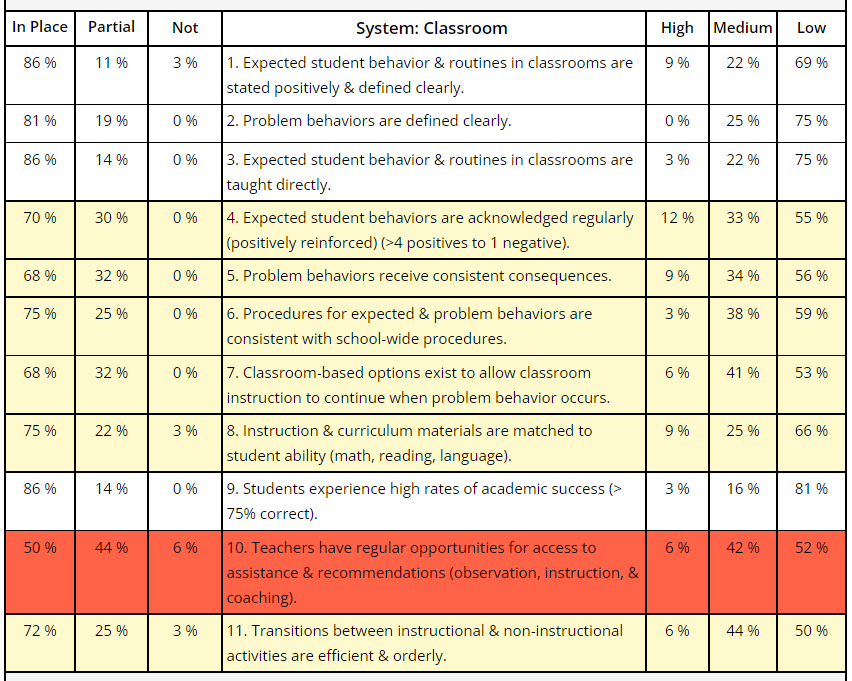 In Place Partial Not System: Classroom High Medium Low
86 % 11 % 3 % 1. Expected student behavior & routines in classrooms are 9 % 22 % 69 %
stated positively & defined clearly.
81 % 19 % 0 % 2. Problem behaviors are defined clearly. 0 % 25 % 75 %
86 % 14 % 0 % 3. Expected student behavior & routines in classrooms are 3 % 22 % 75 %
taught directly.
70 % 30 % 0 % 4. Expected student behaviors are acknowledged regularly 12 % 33 % 55 %
(positively reinforced) (>4 positives to 1 negative).
68 % 32 % 0 % 5. Problem behaviors receive consistent consequences. 9 % 34 % 56 %
75 % 25 % 0 % 6. Procedures for expected & problem behaviors are 3 % 38 % 59 %
consistent with school-wide procedures.
68 % 32 % 0 % 7. Classroom-based options exist to allow classroom 6 % 41 % 53 %
instruction to continue when problem behavior occurs.
75 % 22 % 3 % 8. Instruction & curriculum materials are matched to 9 % 25 % 66 %
student ability (math, reading, language).
86 % 14 % 0 % 9. Students experience high rates of academic success (> 3 % 16 % 81 %
75% correct).
50 % 44 % 6 % 10. Teachers have regular opportunities for access to 6 % 42 % 52 %
assistance & recommendations (observation, instruction, &
coaching).
72 % 25 % 3 % 11. Transitions between instructional & non-instructional 6 % 44 % 50 %
activities are efficient & orderly.